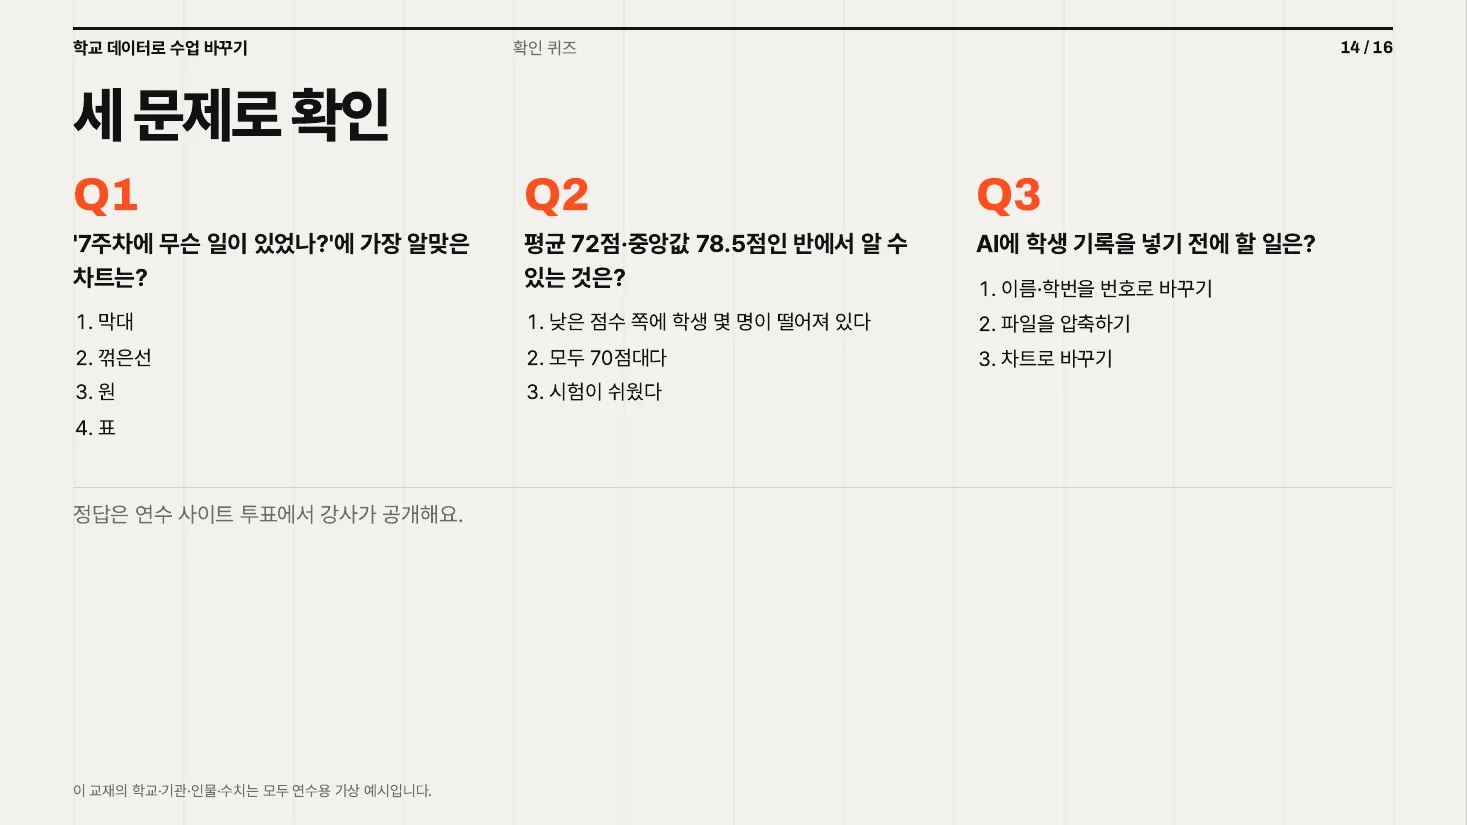 학교 데이터로 수업 바꾸기
확인 퀴즈
14 / 16
세 문제로 확인
Q1
'7주차에 무슨 일이 있었나?'에 가장 알맞은
차트는?
1. 막대
2. 꺾은선
3. 원
4. 표
Q2
평균 72점·중앙값 78.5점인 반에서 알 수
있는 것은?
1. 낮은 점수 쪽에 학생 몇 명이 떨어져 있다
2. 모두 70점대다
3. 시험이 쉬웠다
Q3
AI에 학생 기록을 넣기 전에 할 일은?
1. 이름·학번을 번호로 바꾸기
2. 파일을 압축하기
3. 차트로 바꾸기
정답은 연수 사이트 투표에서 강사가 공개해요.
이 교재의 학교·기관·인물·수치는 모두 연수용 가상 예시입니다.